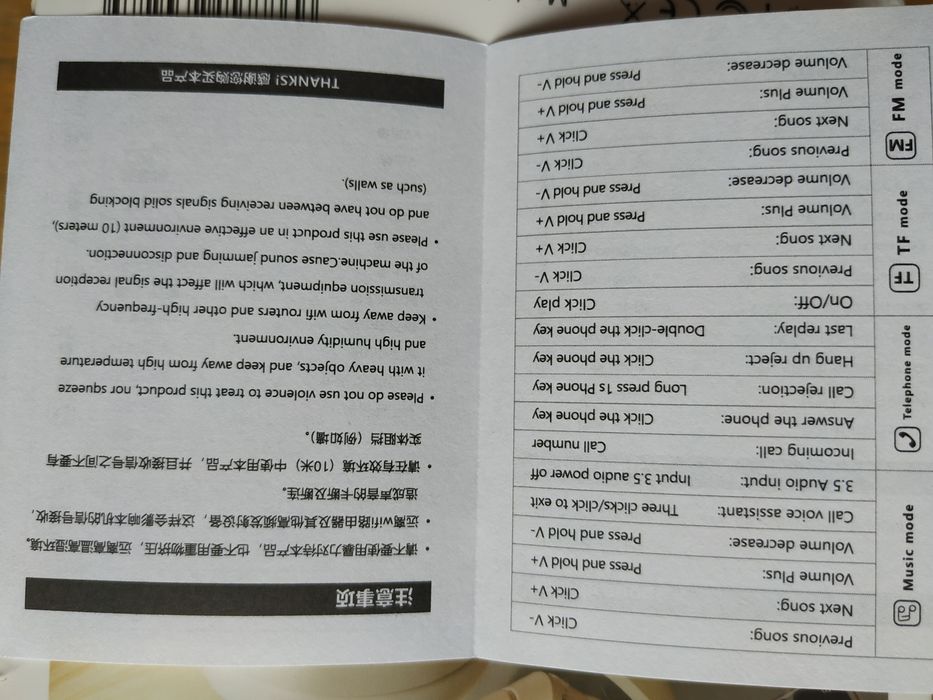 Music mode
Previous song: Click V-
Next song: Click V+
Volume Plus: Press and hold V+
Volume decrease: Press and hold V-
Call voice assistant: Three click/clicks to exit
3.5 Audio input: Input 3.5 audio power off
Telephone mode
Incoming call: Call number
Answer the phone: Click the phone key
Call rejection: Long press 1s Phone key
Hang up reject: Click the phone key
Last replay: Double-click the phone key
TF
TF mode
On/Off: Click play
Previous song: Click V-
Next song: Click V+
Volume Plus: Press and hold V+
Volume decrease: Press and hold V-
FM
FM mode
Previous song: Click V-
Next song: Click V+
Volume Plus: Press and hold V+
Volume decrease: Press and hold V-
注意事项
• 请不要使用暴力对待本产品，也不要用重物挤压，远离高温高湿环境。
• 远离wifi路由器及其他高频发射设备，这样会影响本机的信号接收，
造成声音的卡断及断连。
• 请在有效环境（10米）中使用本产品，并且接收信号之间不要有
实体阻挡（例如墙）。
• Please do not use violence to treat this product, nor squeeze
it with heavy objects, and keep away from high temperature
and high humidity environment.
• Keep away from wifi routers and other high-frequency
transmission equipment, which will affect the signal reception
of the machine.Cause sound jamming and disconnection.
• Please use this product in an effective environment (10 meters),
and do not have between receiving signals solid blocking
(such as walls).
THANKS! 感谢您购买本产品